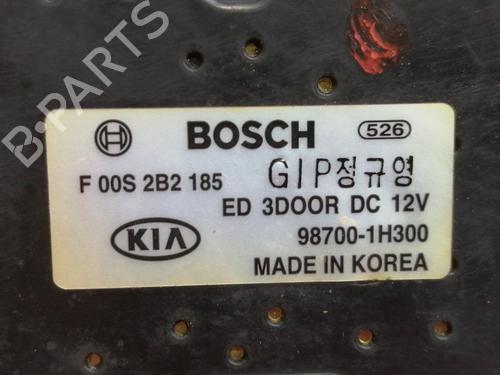 BOSCH 526
F 00S 2B2 185 GIP정규영
ED 3DOOR DC 12V
KIA 98700-1H300
MADE IN KOREA
B-PARTS